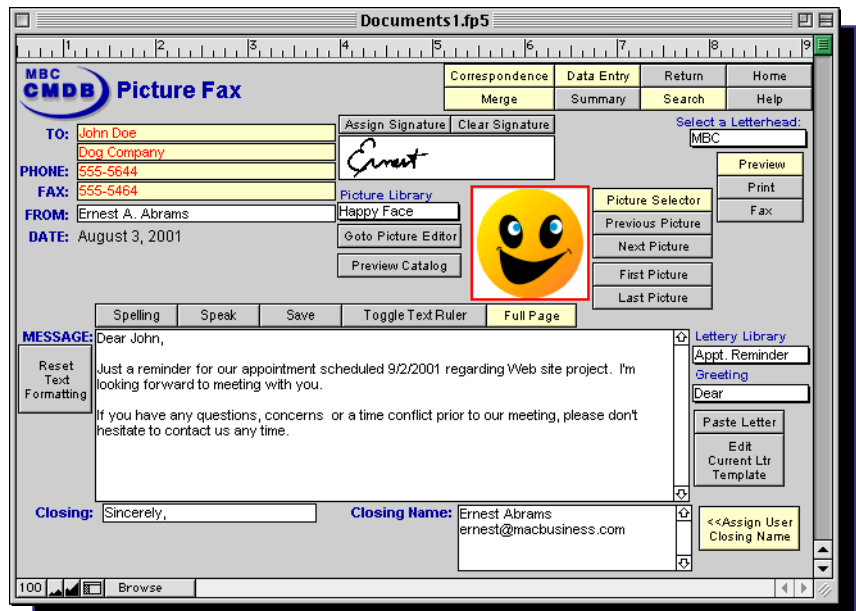 Documents1.fp5
1 2 3 4 5 6 7 8 9
MBC
CMDB
Picture Fax
Correspondence Data Entry Return Home
Merge Summary Search Help
TO: John Doe
Dog Company
PHONE: 555-5644
FAX: 555-5464
FROM: Ernest A. Abrams
DATE: August 3, 2001
Assign Signature Clear Signature
Ernest
Select a Letterhead:
MBC
Preview
Print
Fax
Picture Library
Happy Face
Goto Picture Editor
Preview Catalog
Picture Selector
Previous Picture
Next Picture
First Picture
Last Picture
Spelling Speak Save Toggle Text Ruler Full Page
MESSAGE:
Reset
Text
Formatting
Dear John,
Just a reminder for our appointment scheduled 9/2/2001 regarding Web site project. I'm
looking forward to meeting with you.
If you have any questions, concerns or a time conflict prior to our meeting, please don't
hesitate to contact us any time.
Lettery Library
Appt. Reminder
Greeting
Dear
Paste Letter
Edit
Current Ltr
Template
Closing: Sincerely,
Closing Name: Ernest Abrams
ernest@macbusiness.com
<<Assign User
Closing Name
100 Browse